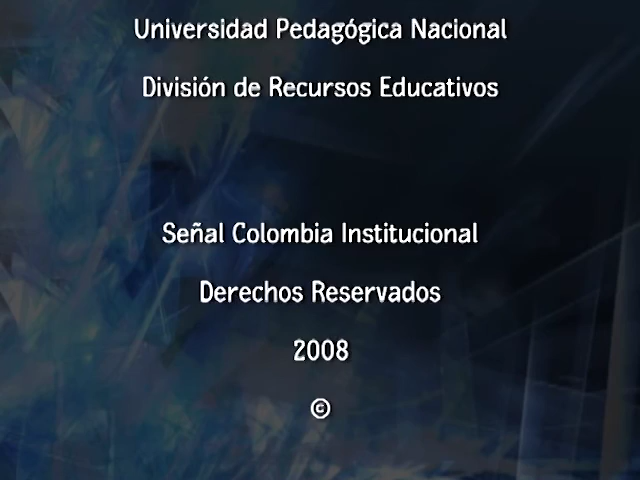 Universidad Pedagógica Nacional
División de Recursos Educativos
Señal Colombia Institucional
Derechos Reservados
2008
©